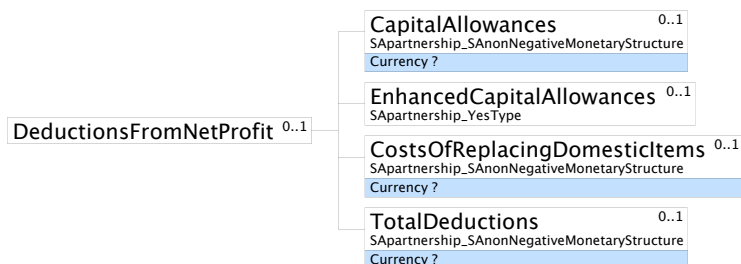 CapitalAllowances 0..1
SApartnership_SAnonNegativeMonetaryStructure
Currency ?
EnhancedCapitalAllowances 0..1
SApartnership_YesType
DeductionsFromNetProfit 0..1
CostsOfReplacingDomesticItems 0..1
SApartnership_SAnonNegativeMonetaryStructure
Currency ?
TotalDeductions 0..1
SApartnership_SAnonNegativeMonetaryStructure
Currency ?